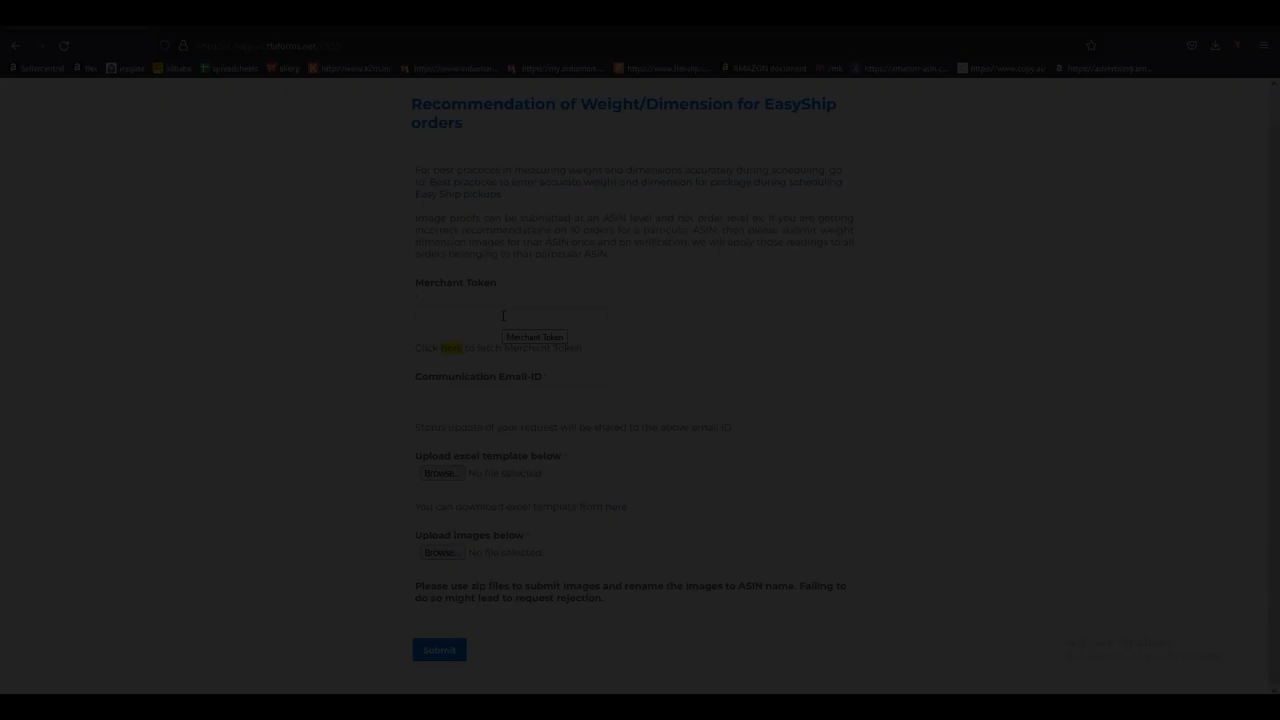 Sellercentral
spreadsheet
AMAZON document
Recommendation of Weight/Dimension for EasyShip
orders
For best practices in measuring weight and dimensions accurately during scheduling, go
to: Best practices to enter accurate weight and dimension for package during scheduling
Easy Ship pickups
Image proofs can be submitted at an ASIN level and not order level ex: If you are getting
incorrect recommendations on 10 orders for a particular ASIN, then please submit weight
dimension images for that ASIN once and on verification, we will apply those readings to all
orders belonging to that particular ASIN.
Merchant Token
Merchant Token
Click here to fetch Merchant Token
Communication Email-ID*
Status update of your request will be shared to the above email ID
Upload excel template below
Browse... No file selected.
You can download excel template from here
Upload images below
Browse... No file selected.
Please use zip files to submit images and rename the images to ASIN name. Failing to
do so might lead to request rejection.
Submit